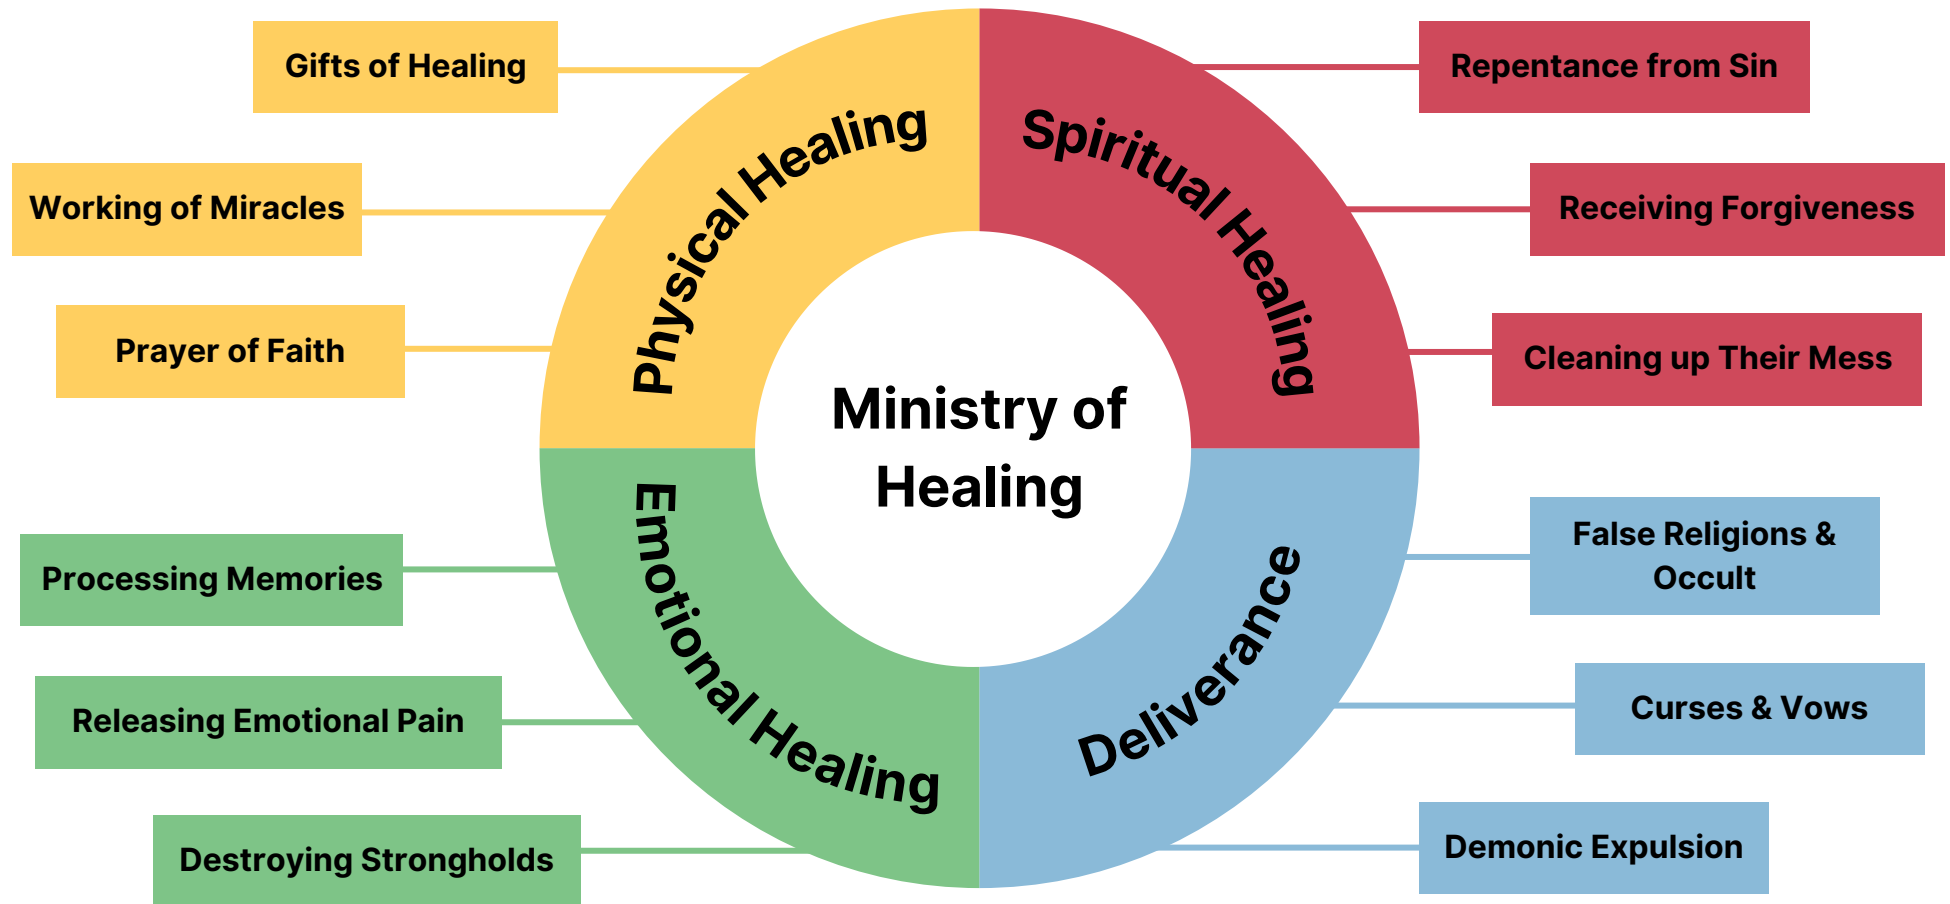 Gifts of Healing
Working of Miracles
Prayer of Faith
Physical Healing
Spiritual Healing
Repentance from Sin
Receiving Forgiveness
Cleaning up Their Mess
Ministry of
Healing
Processing Memories
Releasing Emotional Pain
Destroying Strongholds
Emotional Healing
Deliverance
False Religions &
Occult
Curses & Vows
Demonic Expulsion